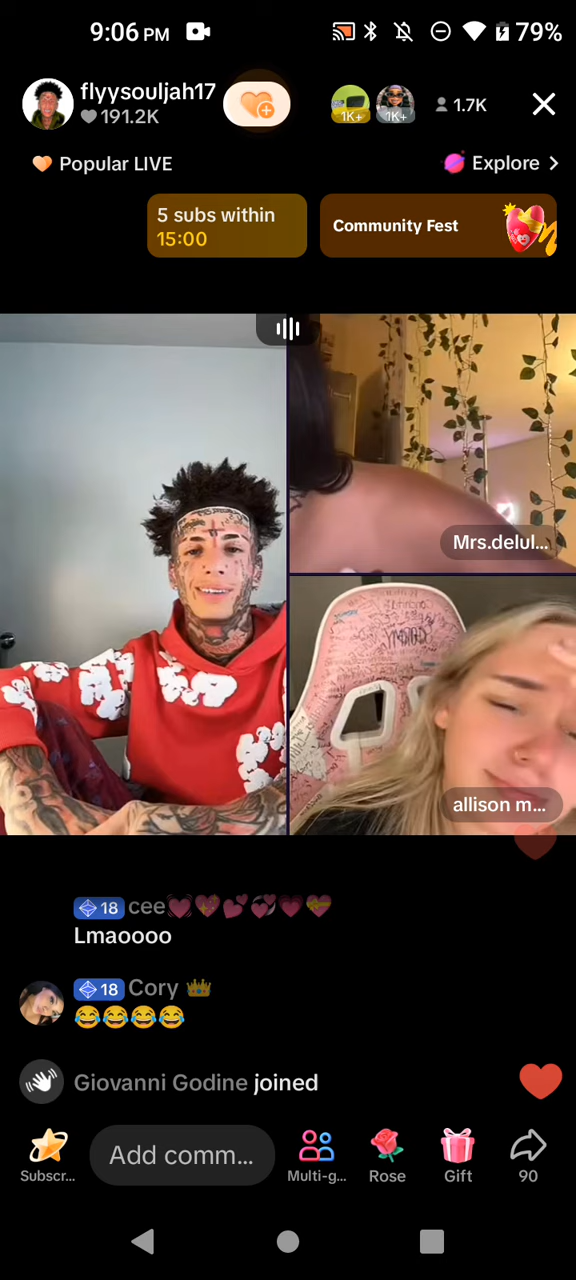 9:06 PM
79%
flyysouljah17
191.2K
1K+
1K+
1.7K
Popular LIVE
Explore
5 subs within
15:00
Community Fest
Mrs.delul...
allison m...
18 cee
Lmaoooo
18 Cory
Giovanni Godine joined
Subscr...
Add comm...
Multi-g...
Rose
Gift
90